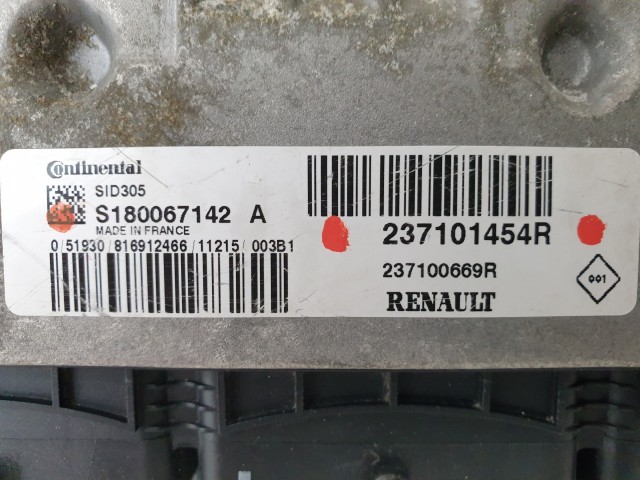 Continental
SID305
S180067142 A
MADE IN FRANCE
0/51930/816912466/11215/003B1
237101454R
237100669R
RENAULT
001